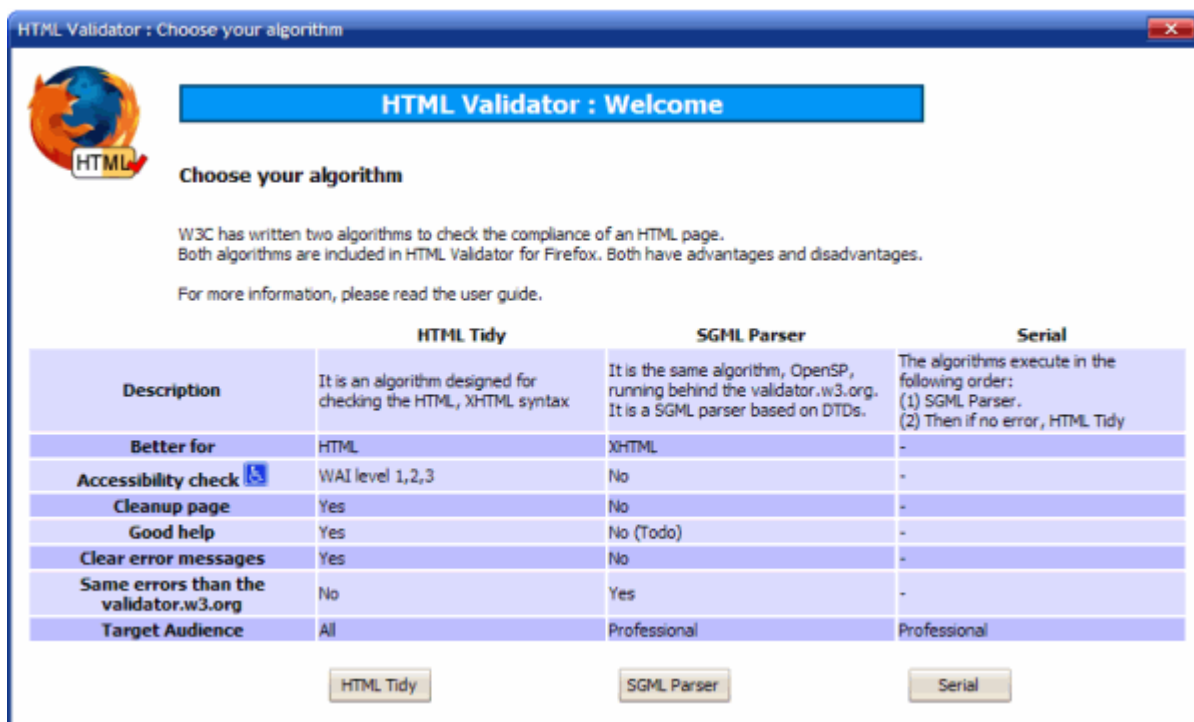 HTML Validator : Choose your algorithm
HTML Validator : Welcome
HTML
Choose your algorithm
W3C has written two algorithms to check the compliance of an HTML page.
Both algorithms are included in HTML Validator for Firefox. Both have advantages and disadvantages.
For more information, please read the user guide.
HTML Tidy SGML Parser Serial
Description
It is an algorithm designed for
checking the HTML, XHTML syntax
It is the same algorithm, OpenSP,
running behind the validator.w3.org.
It is a SGML parser based on DTDs.
The algorithms execute in the
following order:
(1) SGML Parser.
(2) Then if no error, HTML Tidy
Better for HTML XHTML -
Accessibility check WAI level 1,2,3 No -
Cleanup page Yes No -
Good help Yes No (Todo) -
Clear error messages Yes No -
Same errors than the
validator.w3.org
No Yes -
Target Audience All Professional Professional
HTML Tidy SGML Parser Serial